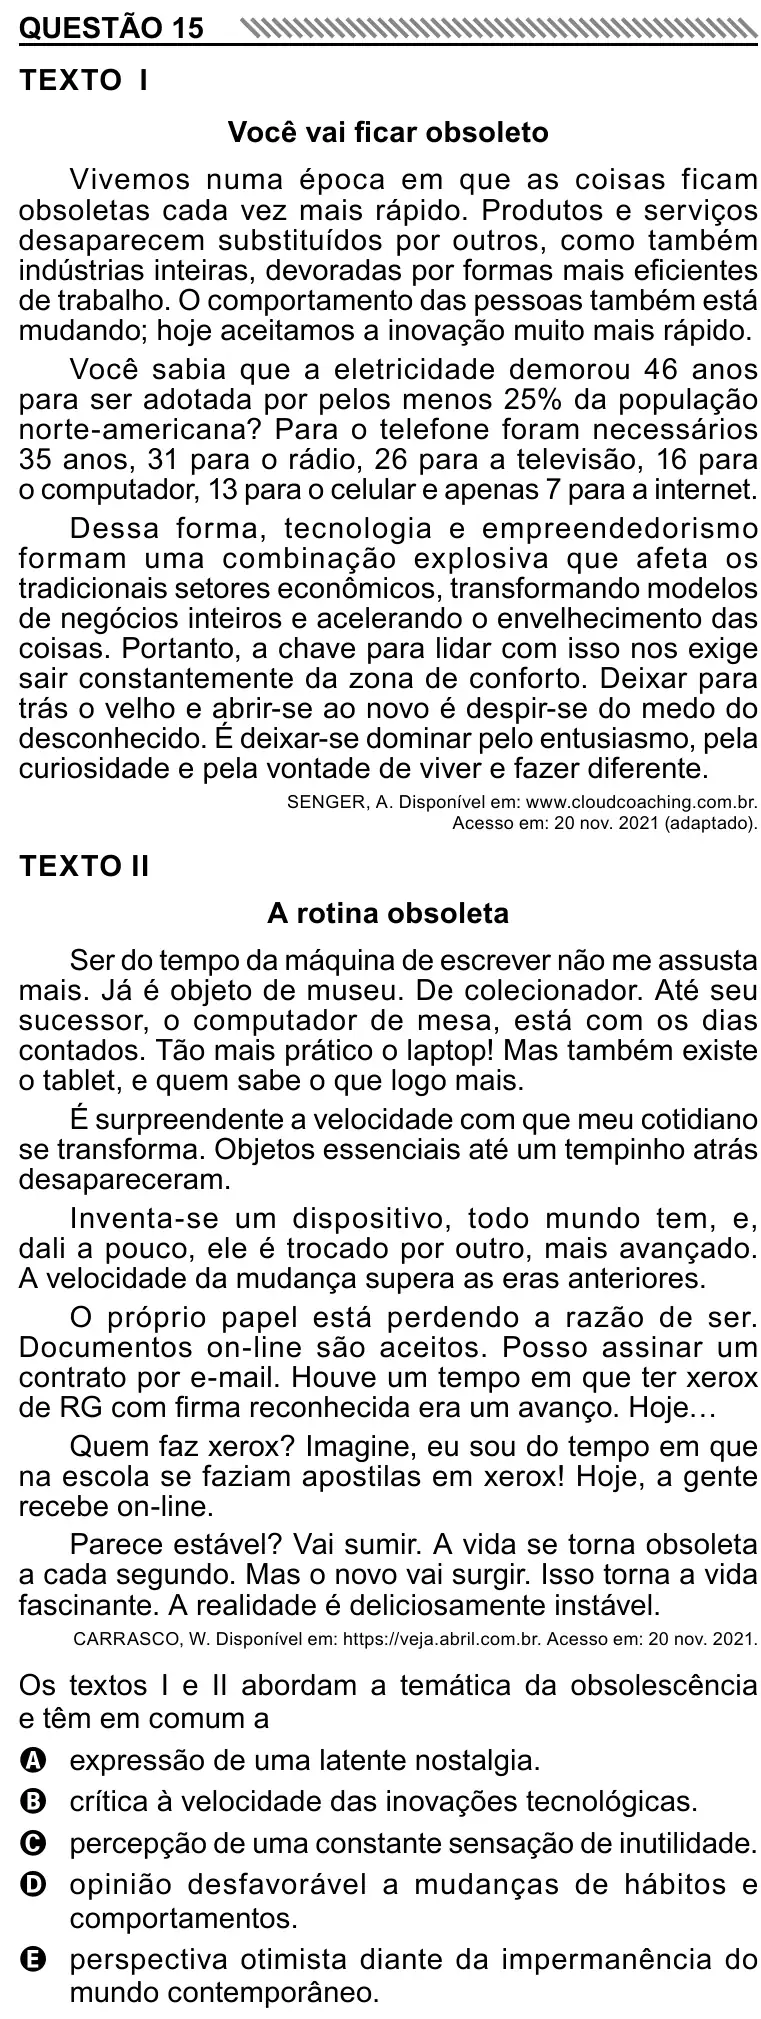 QUESTÃO 15
TEXTO I
Você vai ficar obsoleto
Vivemos numa época em que as coisas ficam
obsoletas cada vez mais rápido. Produtos e serviços
desaparecem substituídos por outros, como também
indústrias inteiras, devoradas por formas mais eficientes
de trabalho. O comportamento das pessoas também está
mudando; hoje aceitamos a inovação muito mais rápido.
Você sabia que a eletricidade demorou 46 anos
para ser adotada por pelos menos 25% da população
norte-americana? Para o telefone foram necessários
35 anos, 31 para o rádio, 26 para a televisão, 16 para
o computador, 13 para o celular e apenas 7 para a internet.
Dessa forma, tecnologia e empreendedorismo
formam uma combinação explosiva que afeta os
tradicionais setores econômicos, transformando modelos
de negócios inteiros e acelerando o envelhecimento das
coisas. Portanto, a chave para lidar com isso nos exige
sair constantemente da zona de conforto. Deixar para
trás o velho e abrir-se ao novo é despir-se do medo do
desconhecido. É deixar-se dominar pelo entusiasmo, pela
curiosidade e pela vontade de viver e fazer diferente.
SENGER, A. Disponível em: www.cloudcoaching.com.br.
Acesso em: 20 nov. 2021 (adaptado).
TEXTO II
A rotina obsoleta
Ser do tempo da máquina de escrever não me assusta
mais. Já é objeto de museu. De colecionador. Até seu
sucessor, o computador de mesa, está com os dias
contados. Tão mais prático o laptop! Mas também existe
o tablet, e quem sabe o que logo mais.
É surpreendente a velocidade com que meu cotidiano
se transforma. Objetos essenciais até um tempinho atrás
desapareceram.
Inventa-se um dispositivo, todo mundo tem, e,
dali a pouco, ele é trocado por outro, mais avançado.
A velocidade da mudança supera as eras anteriores.
O próprio papel está perdendo a razão de ser.
Documentos on-line são aceitos. Posso assinar um
contrato por e-mail. Houve um tempo em que ter xerox
de RG com firma reconhecida era um avanço. Hoje...
Quem faz xerox? Imagine, eu sou do tempo em que
na escola se faziam apostilas em xerox! Hoje, a gente
recebe on-line.
Parece estável? Vai sumir. A vida se torna obsoleta
a cada segundo. Mas o novo vai surgir. Isso torna a vida
fascinante. A realidade é deliciosamente instável.
CARRASCO, W. Disponível em: https://veja.abril.com.br. Acesso em: 20 nov. 2021.
Os textos I e II abordam a temática da obsolescência
e têm em comum a
A expressão de uma latente nostalgia.
B crítica à velocidade das inovações tecnológicas.
C percepção de uma constante sensação de inutilidade.
D opinião desfavorável a mudanças de hábitos e
comportamentos.
E perspectiva otimista diante da impermanência do
mundo contemporâneo.